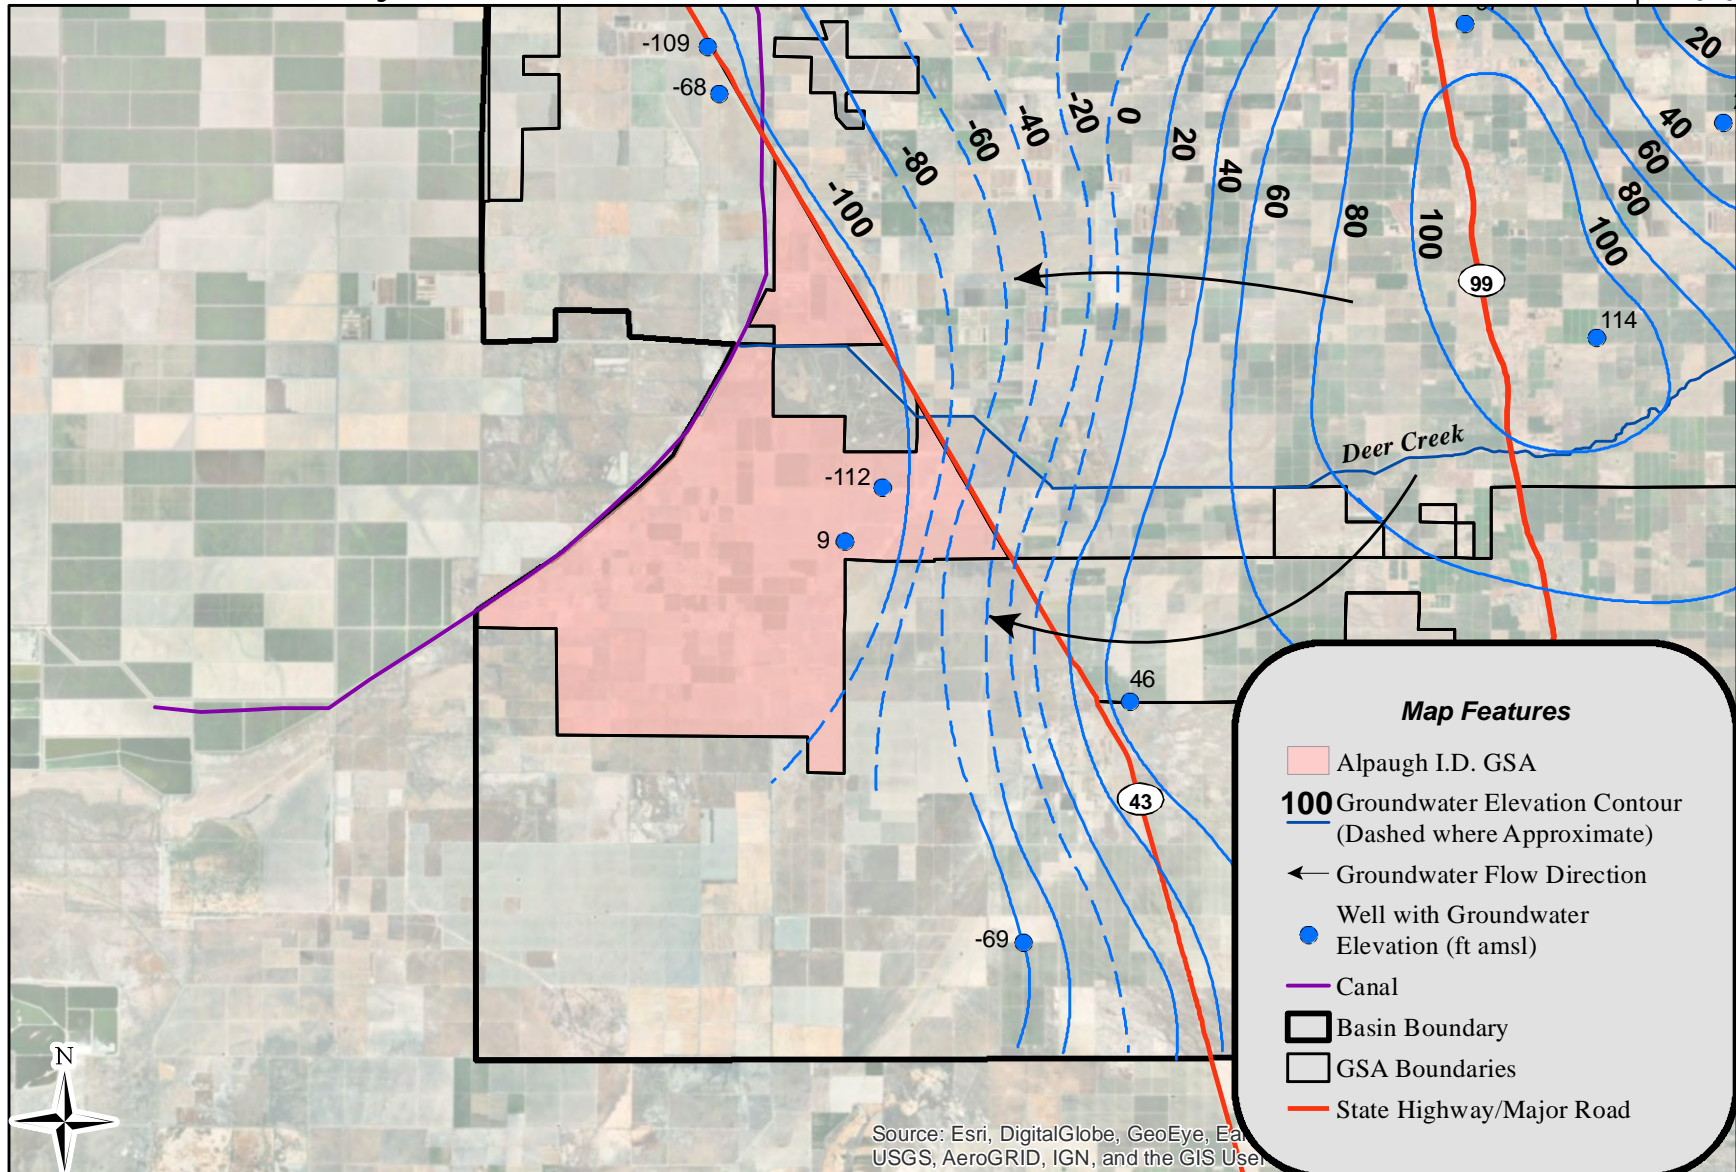 -109
-68
-100
-80
-60
-40
-20
0
20
40
60
80
100
100
80
60
40
20
99
114
Deer Creek
-112
9
46
43
-69
N
Map Features
Alpaugh I.D. GSA
100 Groundwater Elevation Contour
(Dashed where Approximate)
Groundwater Flow Direction
Well with Groundwater
Elevation (ft amsl)
Canal
Basin Boundary
GSA Boundaries
State Highway/Major Road
Source: Esri, DigitalGlobe, GeoEye,
USGS, AeroGRID, IGN, and the GIS